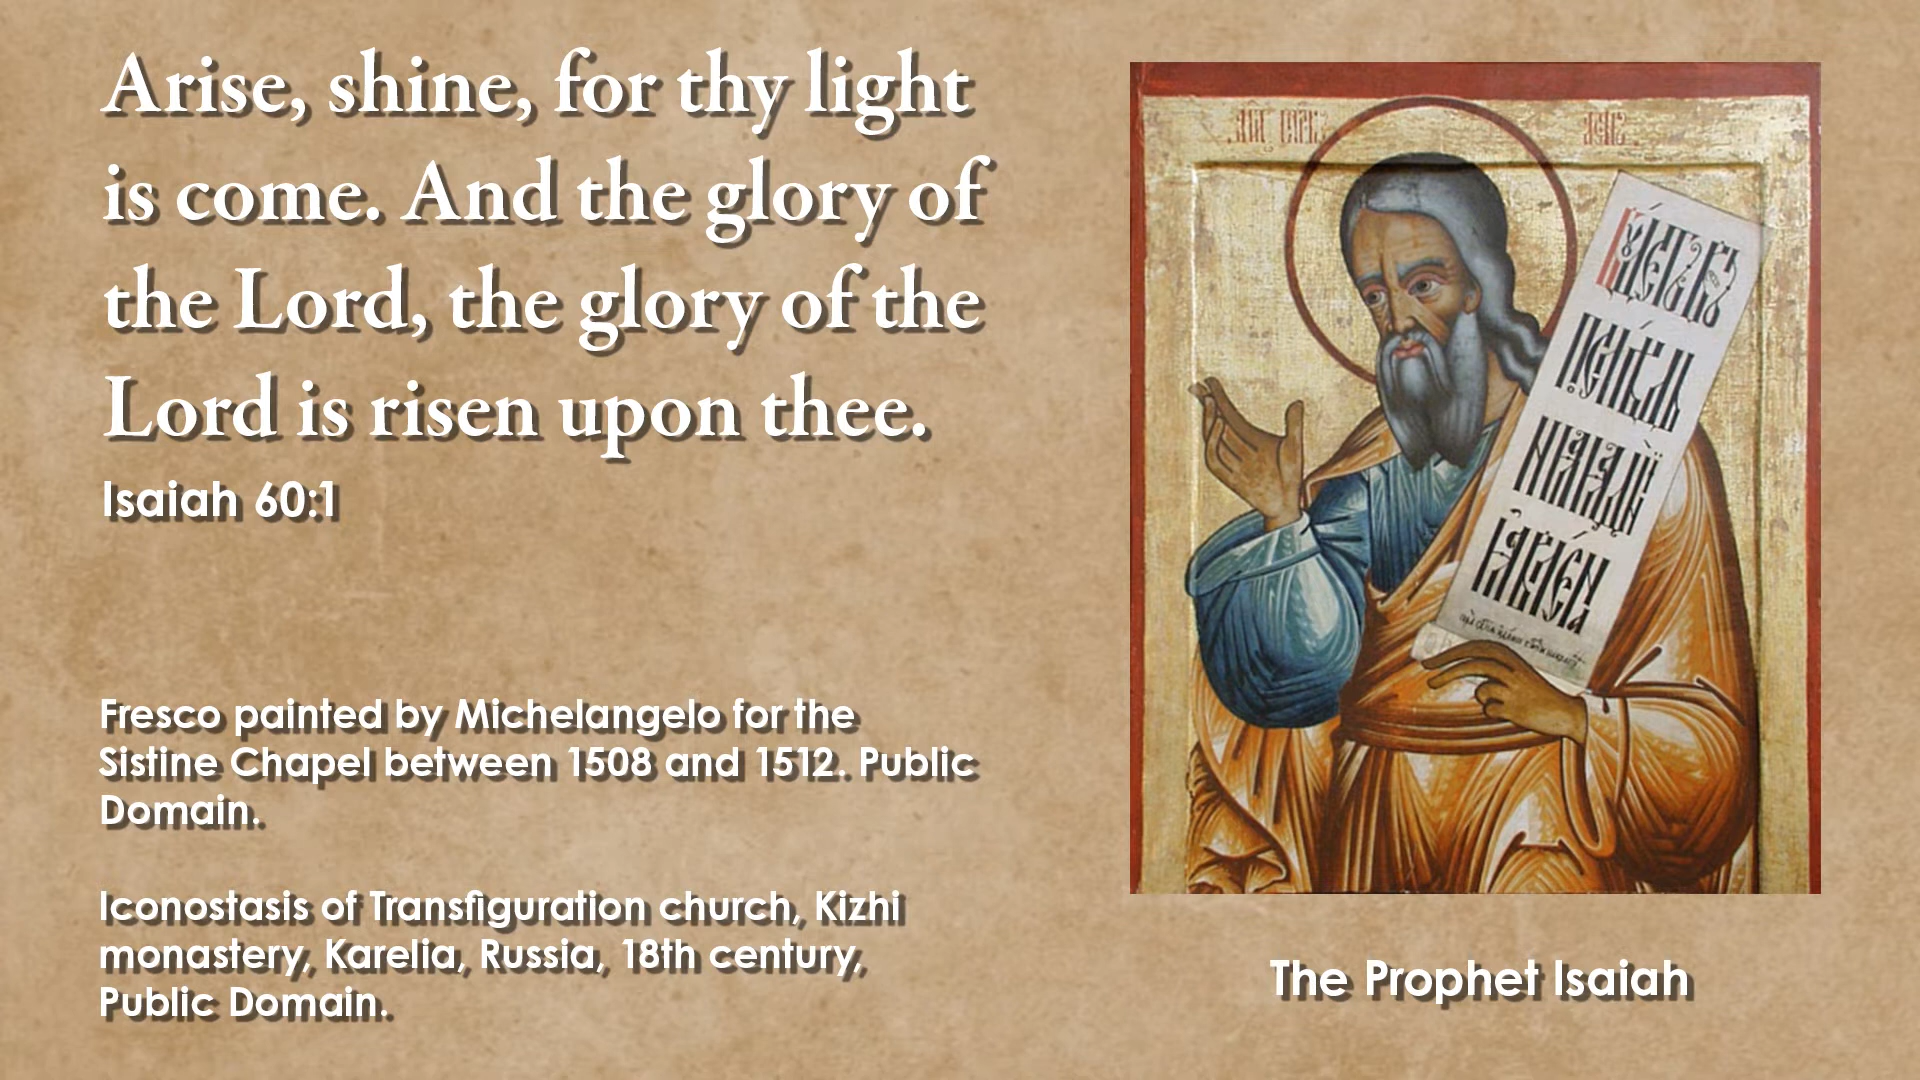 Arise, shine, for thy light
is come. And the glory of
the Lord, the glory of the
Lord is risen upon thee.
Isaiah 60:1
Fresco painted by Michelangelo for the
Sistine Chapel between 1508 and 1512. Public
Domain.
Iconostasis of Transfiguration church, Kizhi
monastery, Karelia, Russia, 18th century,
Public Domain.
The Prophet Isaiah